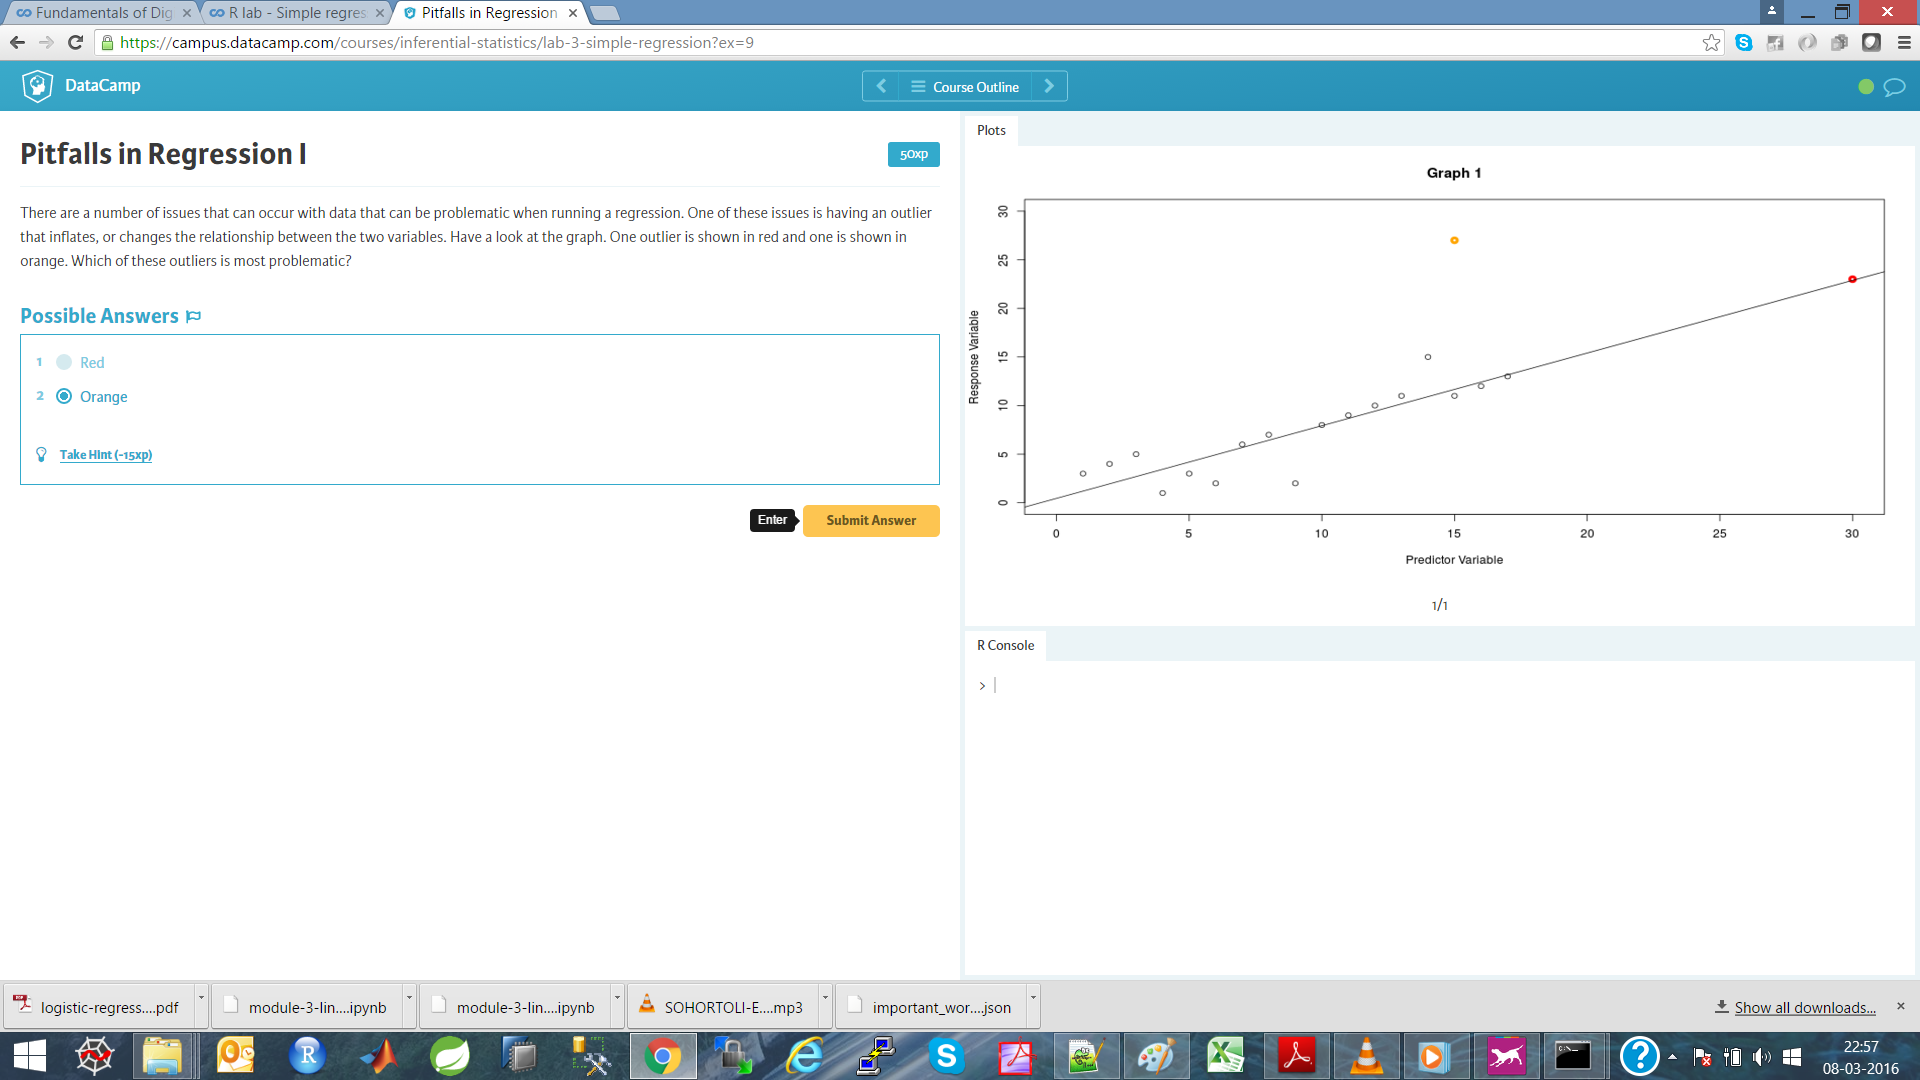 Fundamentals of Dig
R lab - Simple regres
Pitfalls in Regression
https://campus.datacamp.com/courses/inferential-statistics/lab-3-simple-regression?ex=9
DataCamp
Course Outline
Pitfalls in Regression I
50xp
There are a number of issues that can occur with data that can be problematic when running a regression. One of these issues is having an outlier
that inflates, or changes the relationship between the two variables. Have a look at the graph. One outlier is shown in red and one is shown in
orange. Which of these outliers is most problematic?
Possible Answers
1 Red
2 Orange
Take Hint (-15xp)
Enter
Submit Answer
Plots
Graph 1
Response Variable
30
25
20
15
10
5
0
0 5 10 15 20 25 30
Predictor Variable
1/1
R Console
>
logistic-regress....pdf
module-3-lin....ipynb
module-3-lin....ipynb
SOHORTOLI-E....mp3
important_wor....json
Show all downloads...
22:57
08-03-2016